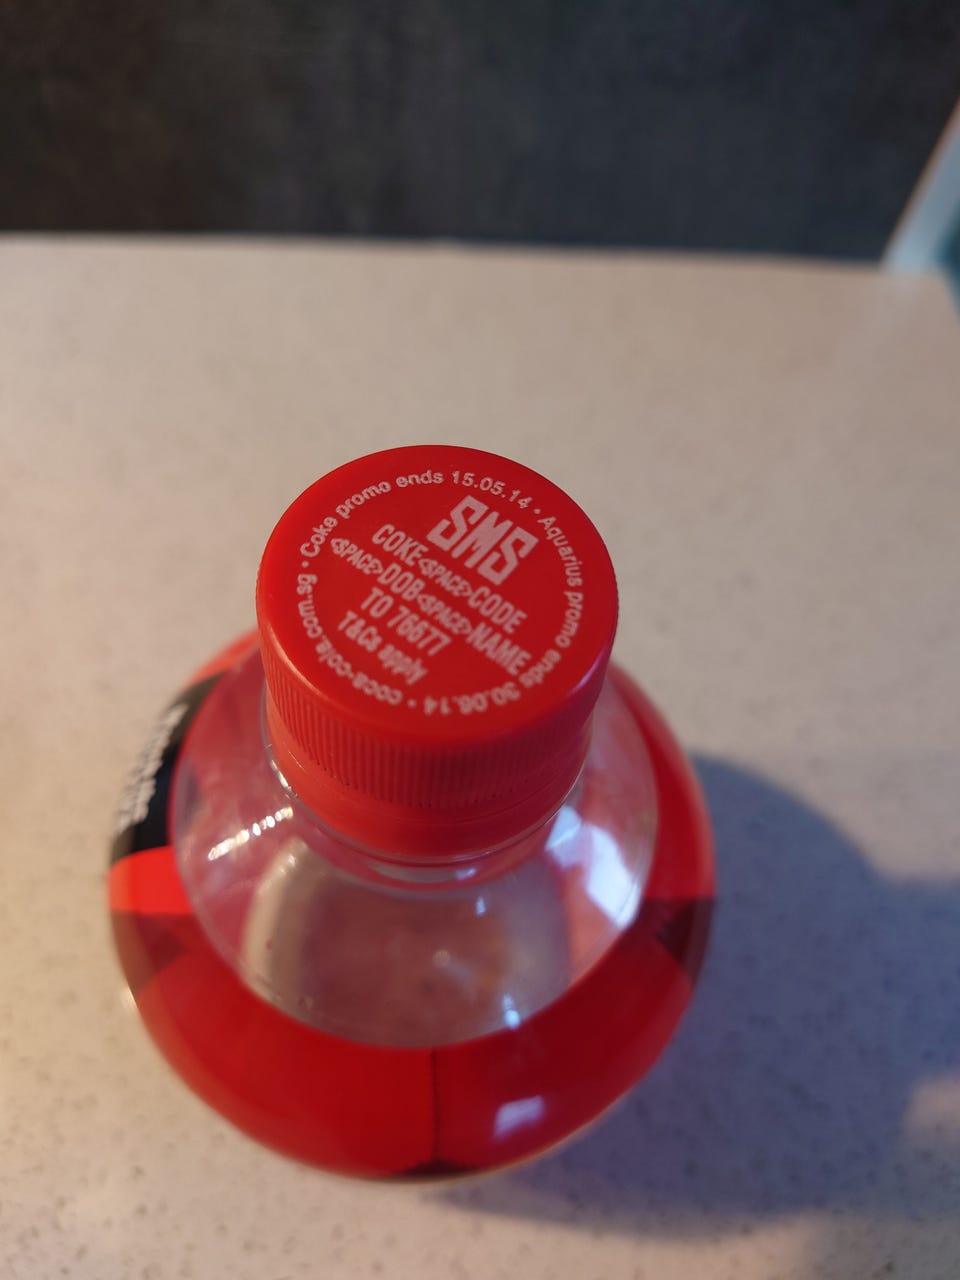 Coke promo ends 15.05.14 • Aquarius promo ends 30.06.14 • coca-cola.com.sg •
SMS
COKE<SPACE>CODE
<SPACE>DOB<SPACE>NAME
TO 76677
T&Cs apply